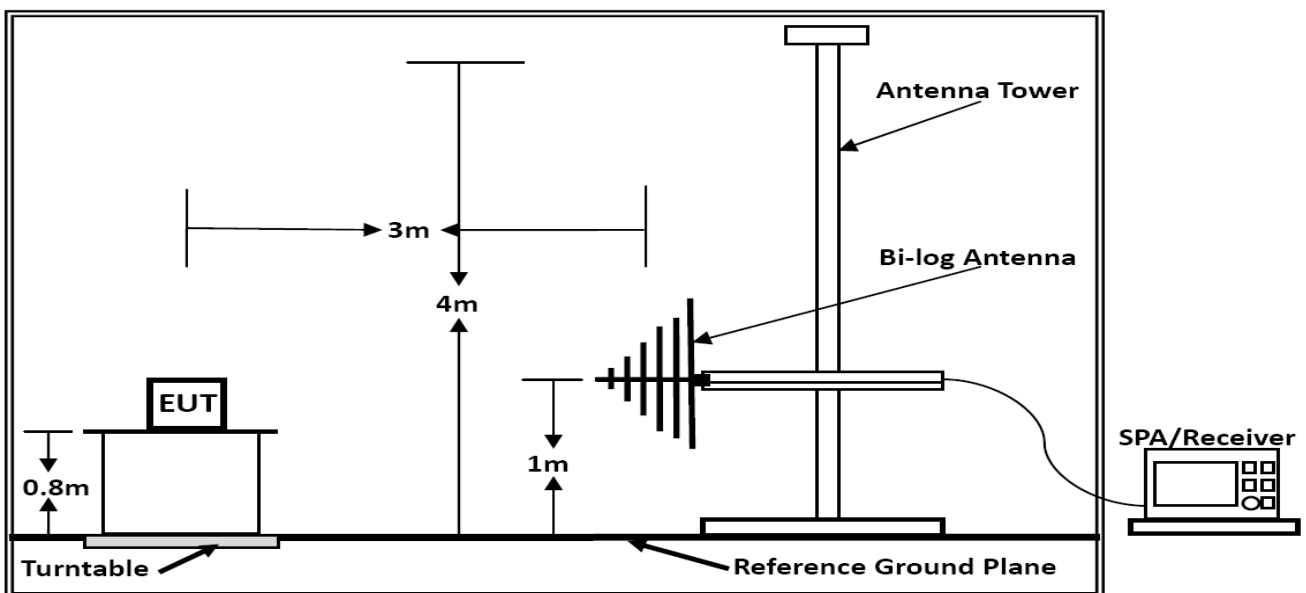 Antenna Tower
3m
Bi-log Antenna
4m
EUT
SPA/Receiver
1m
0.8m
Turntable
Reference Ground Plane